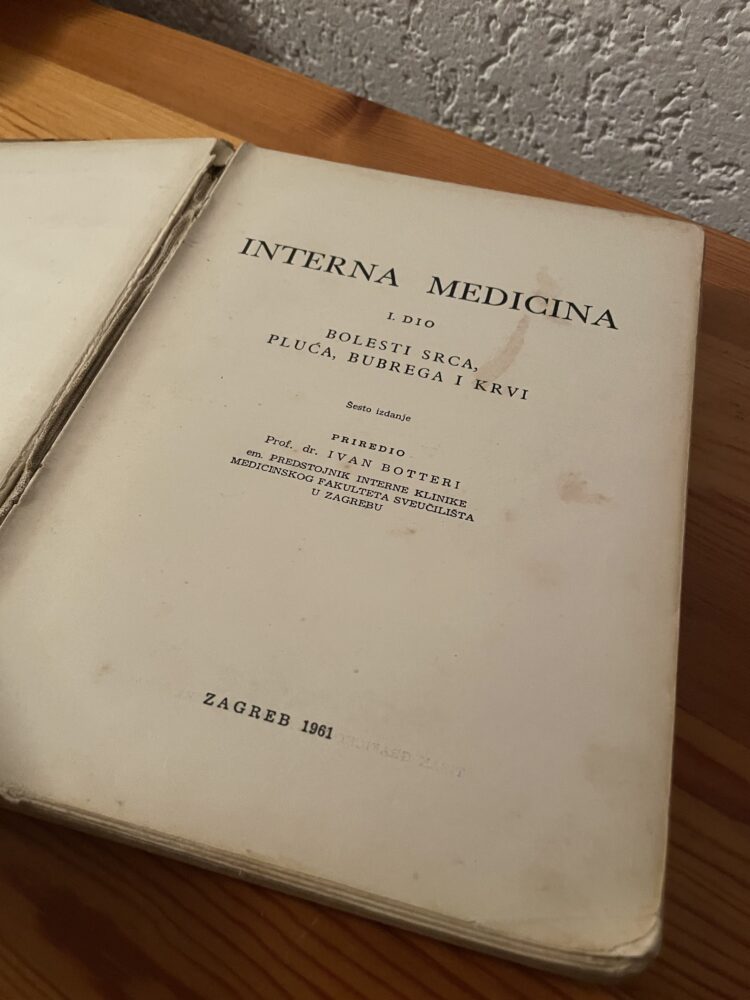 INTERNA MEDICINA
I. DIO
BOLESTI SRCA,
PLUĆA, BUBREGA I KRVI
Šesto izdanje
PRIREDIO
Prof. dr. IVAN BOTTERI
em. PREDSTOJNIK INTERNE KLINIKE
MEDICINSKOG FAKULTETA SVEUČILIŠTA
U ZAGREBU
ZAGREB 1961